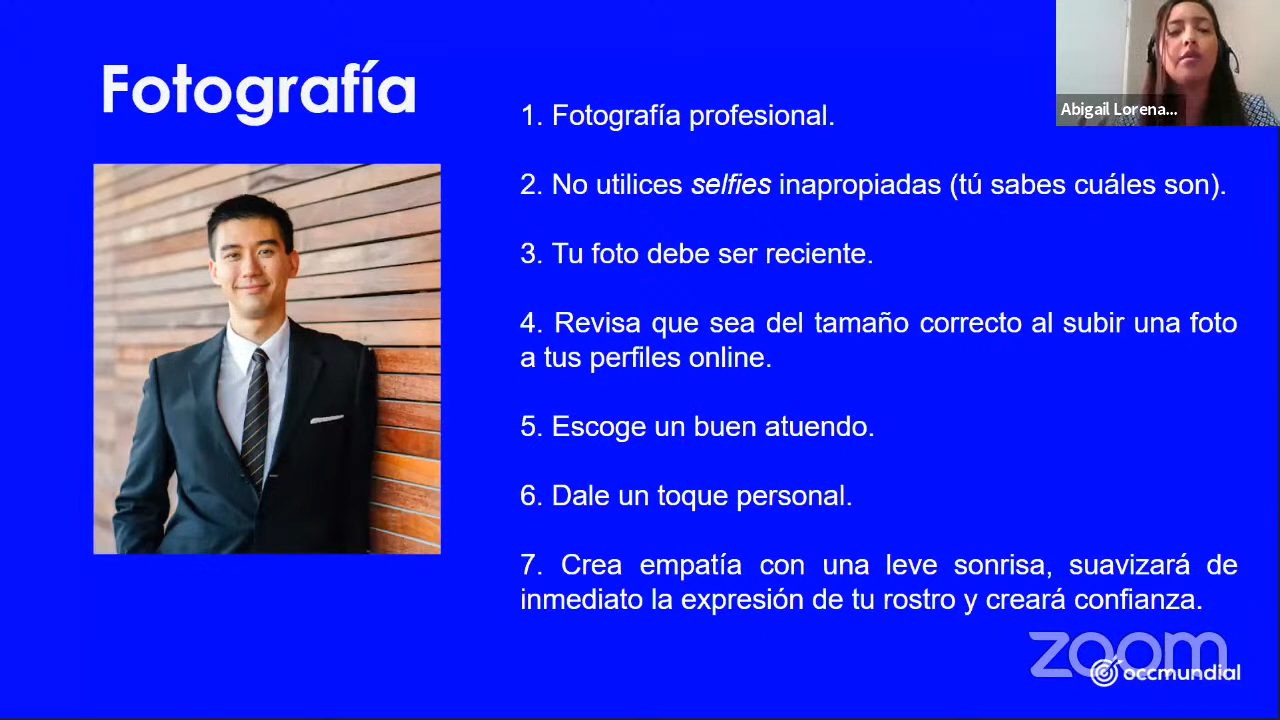 Fotografía
Abigail Lorena...
1. Fotografía profesional.
2. No utilices selfies inapropiadas (tú sabes cuáles son).
3. Tu foto debe ser reciente.
4. Revisa que sea del tamaño correcto al subir una foto
a tus perfiles online.
5. Escoge un buen atuendo.
6. Dale un toque personal.
7. Crea empatía con una leve sonrisa, suavizará de
inmediato la expresión de tu rostro y creará confianza.
zoom
occmundial